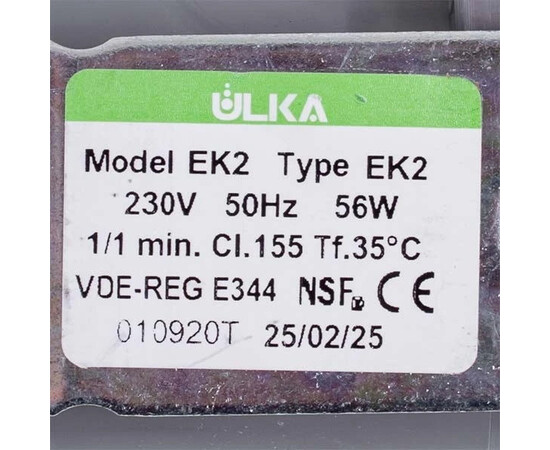 ULKA
Model EK2 Type EK2
230V 50Hz 56W
1/1 min. Cl.155 Tf.35°C
VDE-REG E344 NSF CE
010920T 25/02/25